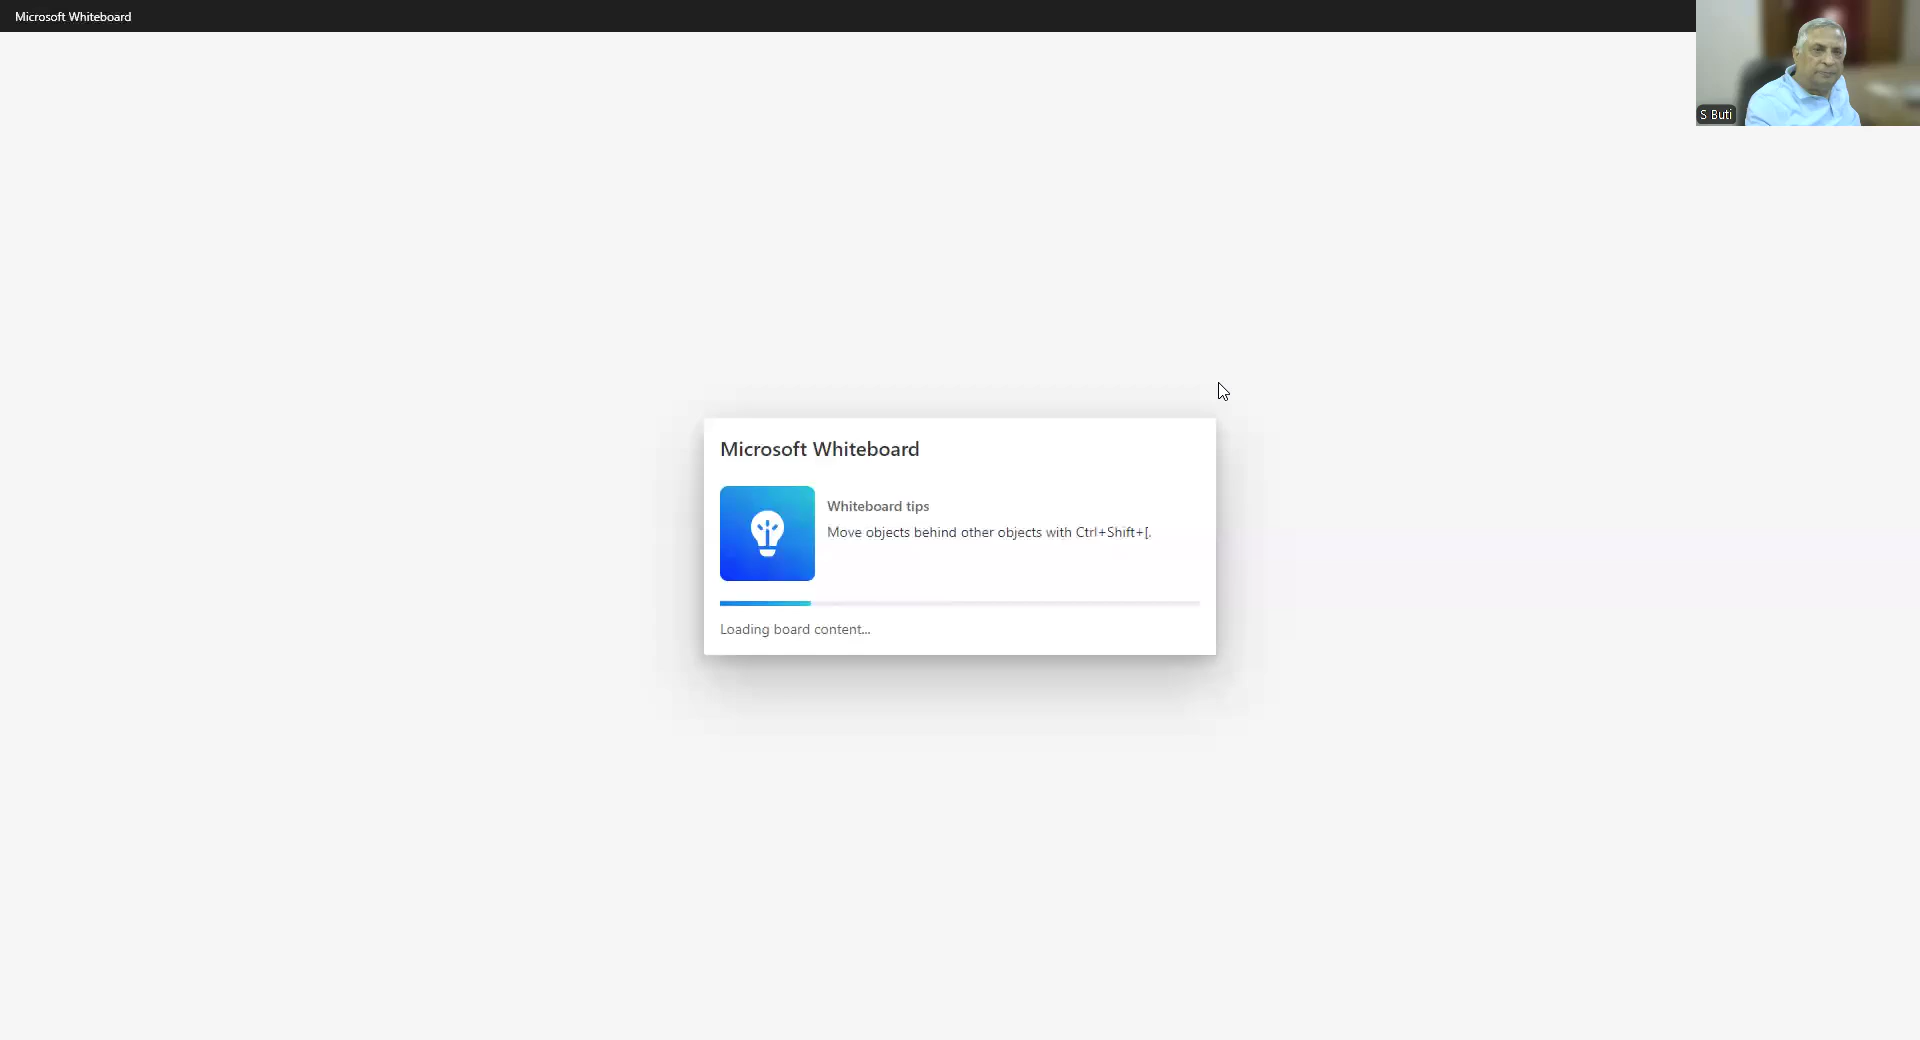 Microsoft Whiteboard
S Buti
Microsoft Whiteboard
Whiteboard tips
Move objects behind other objects with Ctrl+Shift+[.
Loading board content...